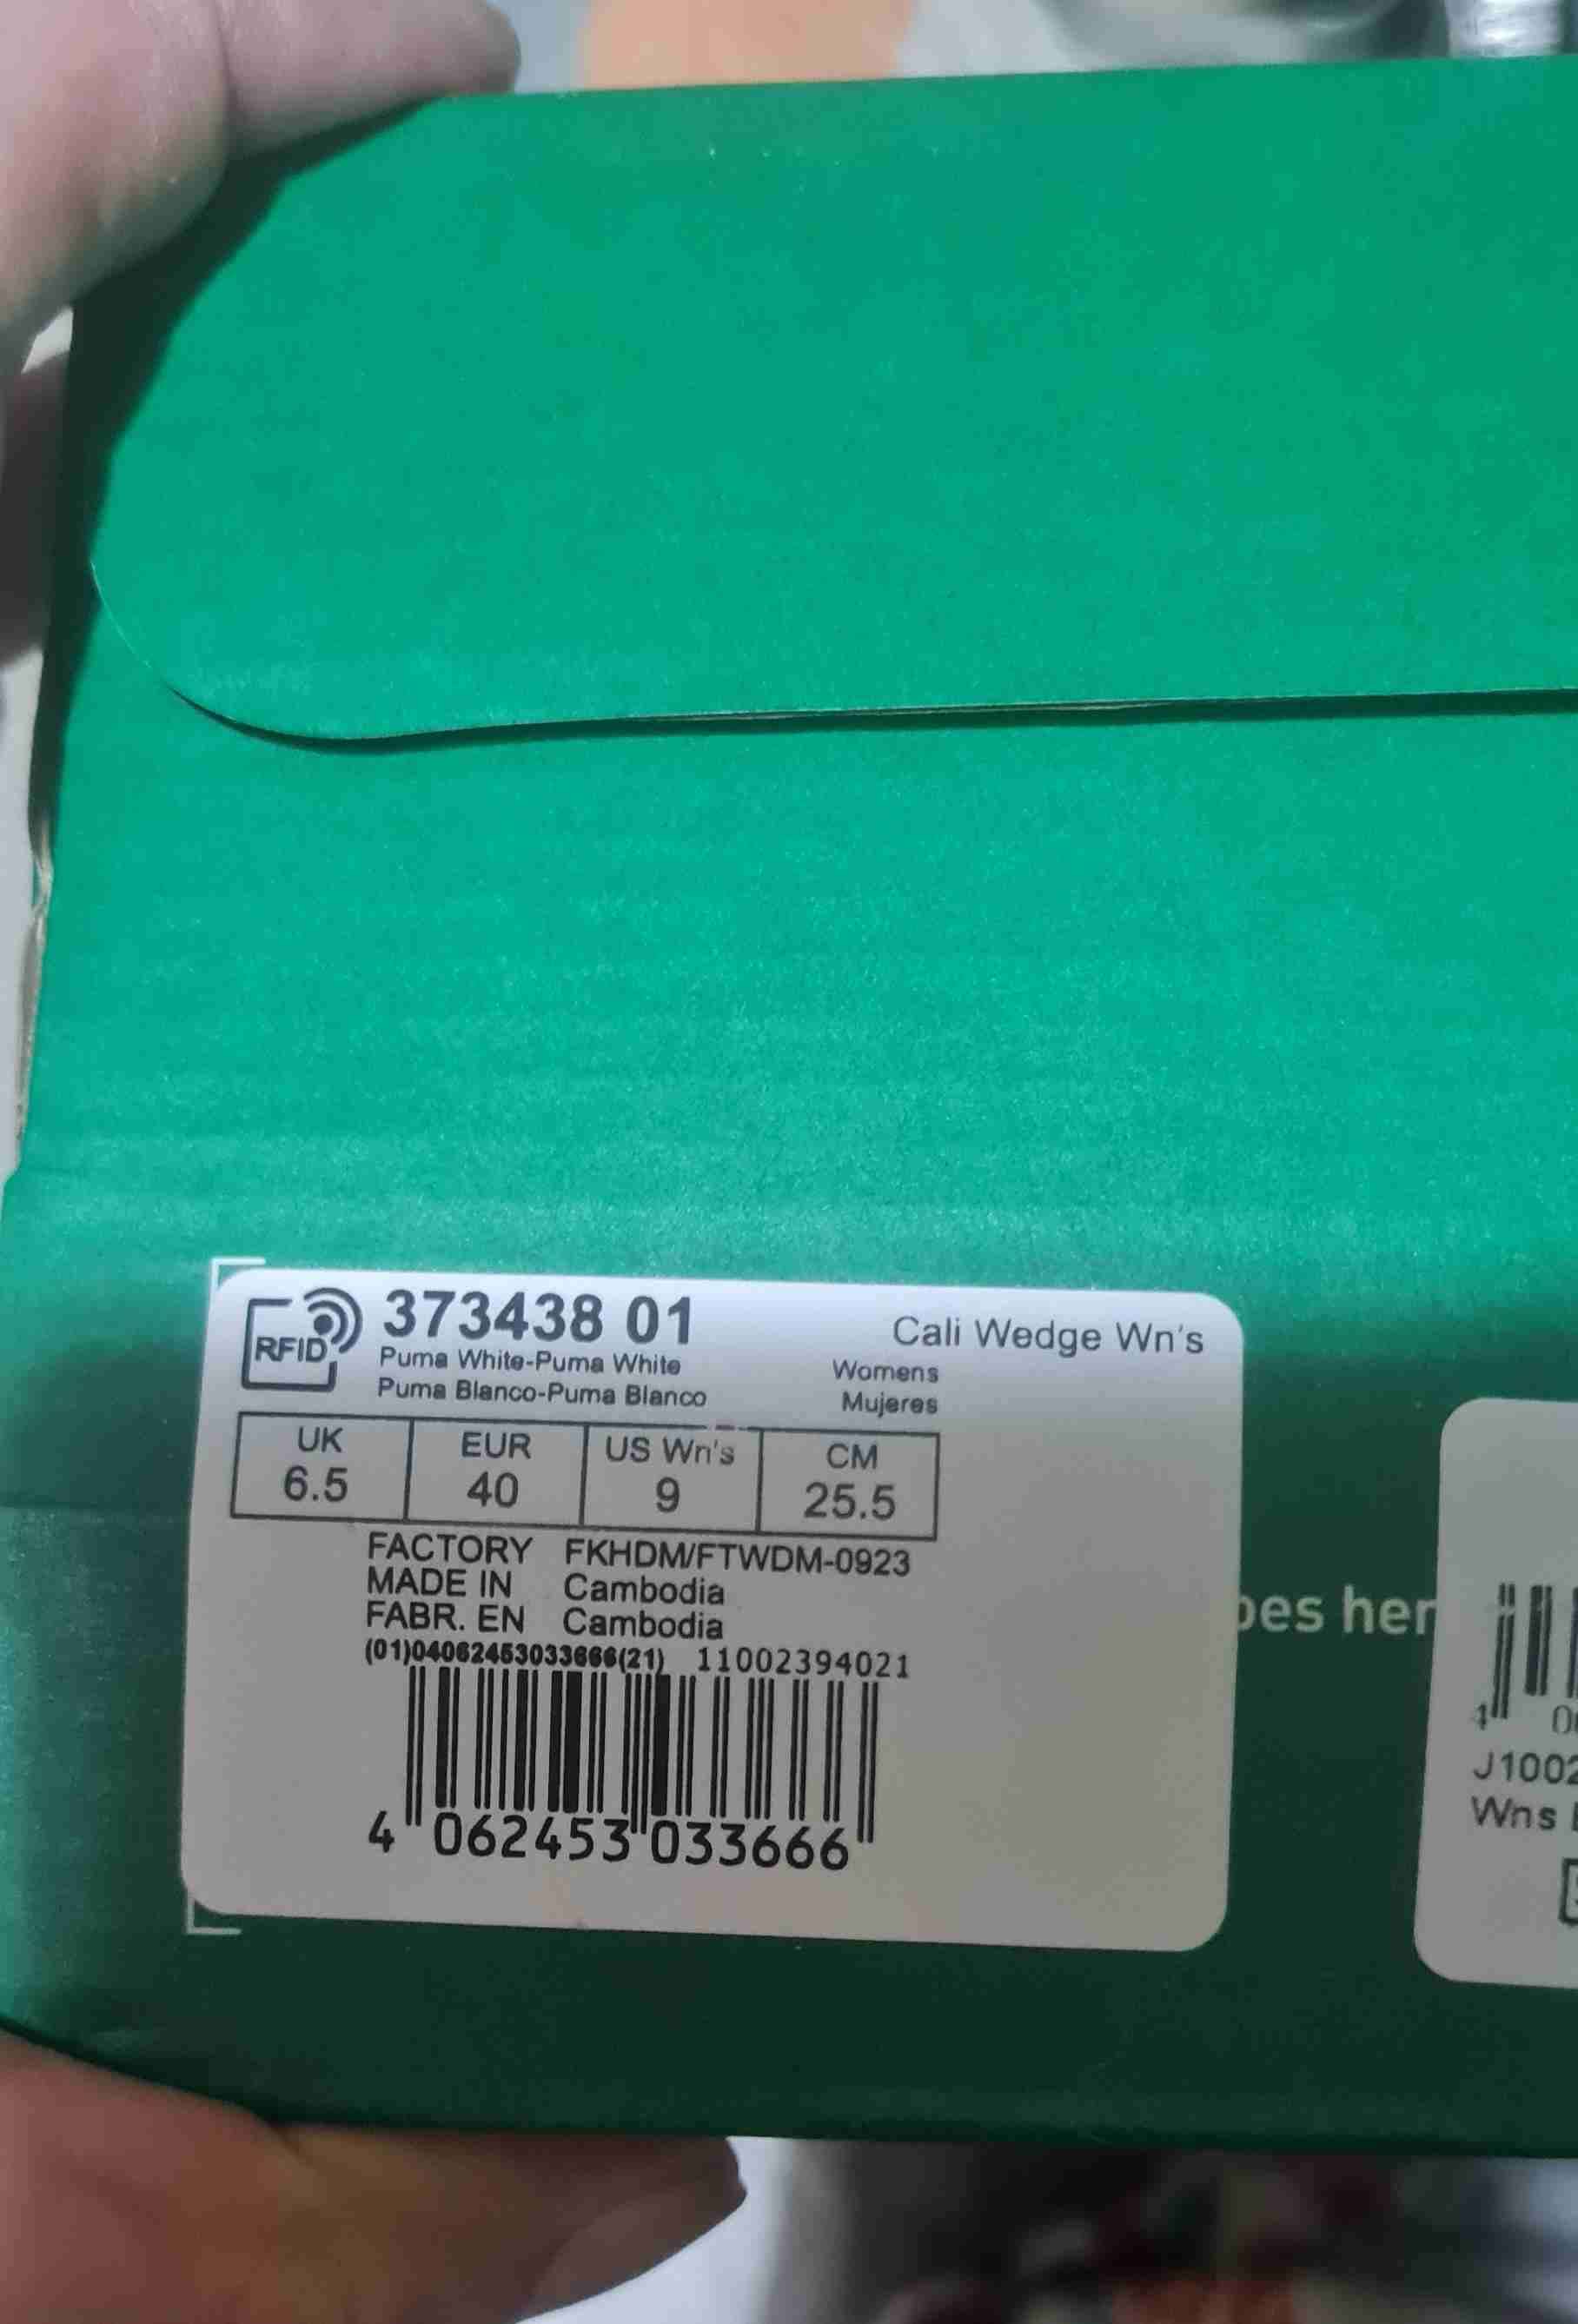 RFID
373438 01
Cali Wedge Wn's
Puma White-Puma White
Womens
Puma Blanco-Puma Blanco
Mujeres
UK EUR US Wn's CM
6.5 40 9 25.5
FACTORY FKHDM/FTWDM-0923
MADE IN Cambodia
FABR. EN Cambodia
(01)04062453033666(21) 11002394021
4 062453 033666
oes her
4 0
J1002
Wns